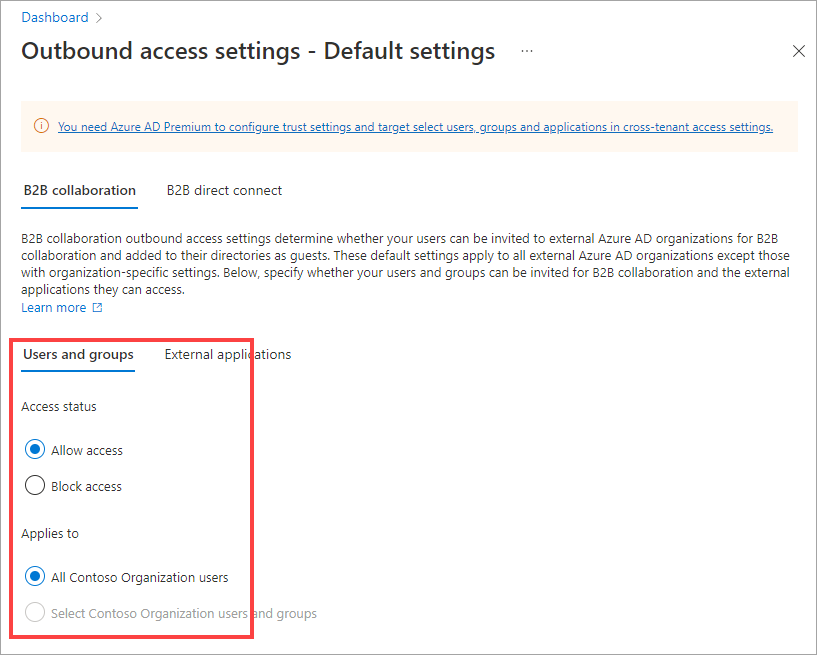 Dashboard
Outbound access settings - Default settings ...
You need Azure AD Premium to configure trust settings and target select users, groups and applications in cross-tenant access settings.
B2B collaboration B2B direct connect
B2B collaboration outbound access settings determine whether your users can be invited to external Azure AD organizations for B2B
collaboration and added to their directories as guests. These default settings apply to all external Azure AD organizations except those
with organization-specific settings. Below, specify whether your users and groups can be invited for B2B collaboration and the external
applications they can access.
Learn more
Users and groups External applications
Access status
Allow access
Block access
Applies to
All Contoso Organization users
Select Contoso Organization users and groups